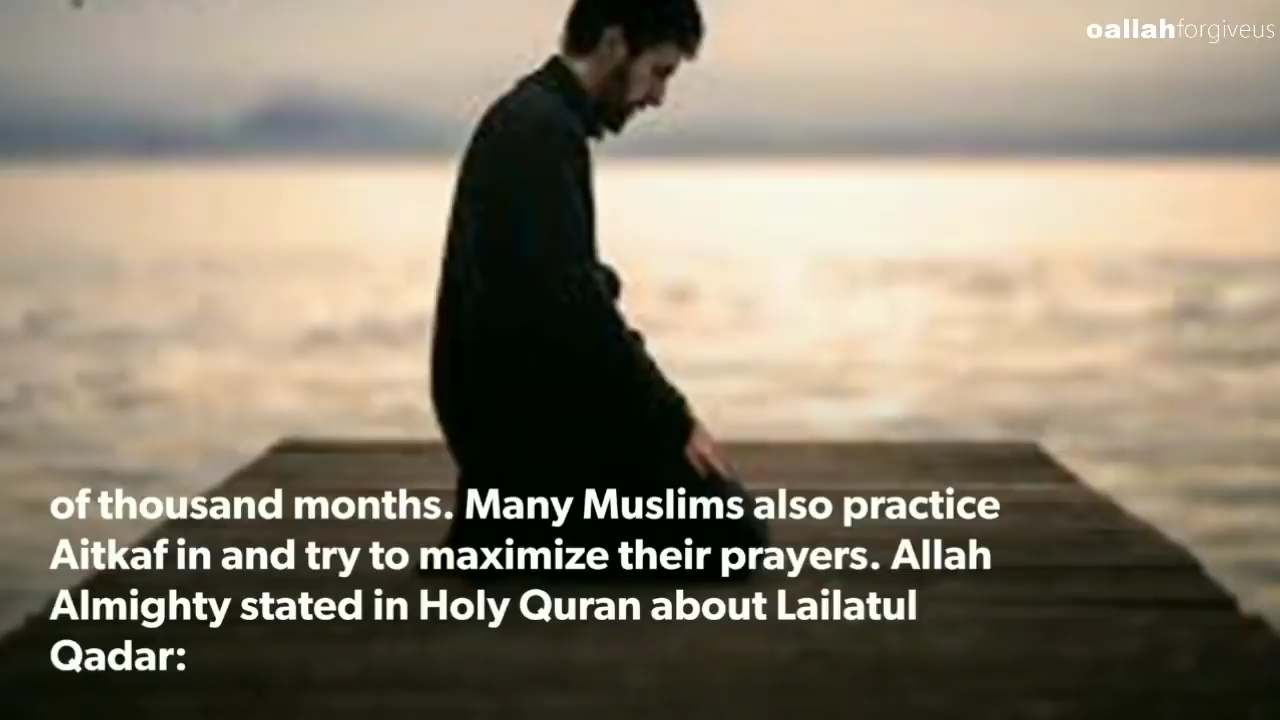 oallahforgiveus
of thousand months. Many Muslims also practice
Aitkaf in and try to maximize their prayers. Allah
Almighty stated in Holy Quran about Lailatul
Qadar: